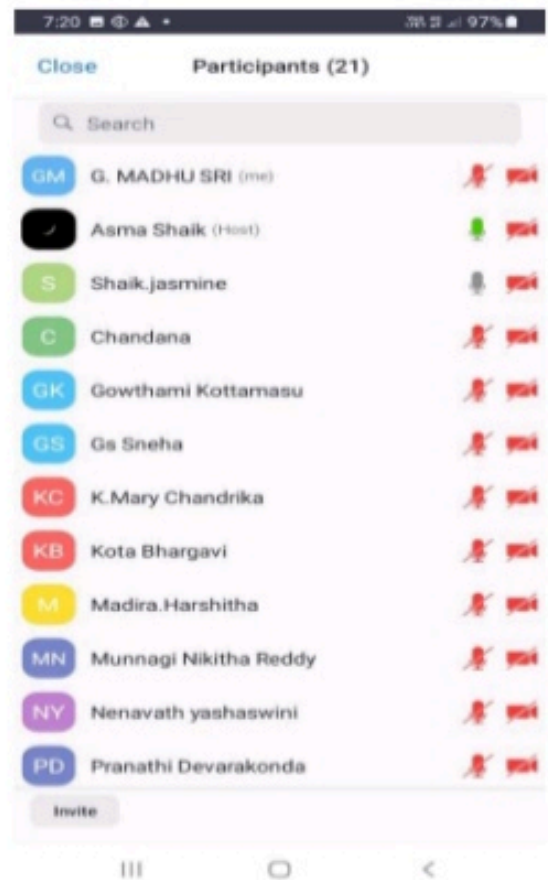 7:20 97%
Close Participants (21)
Search
GM G. MADHU SRI (me)
Asma Shaik (Host)
S Shaik.jasmine
C Chandana
GK Gowthami Kottamasu
GS Gs Sneha
KC K.Mary Chandrika
KB Kota Bhargavi
M Madira.Harshitha
MN Munnagi Nikitha Reddy
NY Nenavath yashaswini
PD Pranathi Devarakonda
Invite